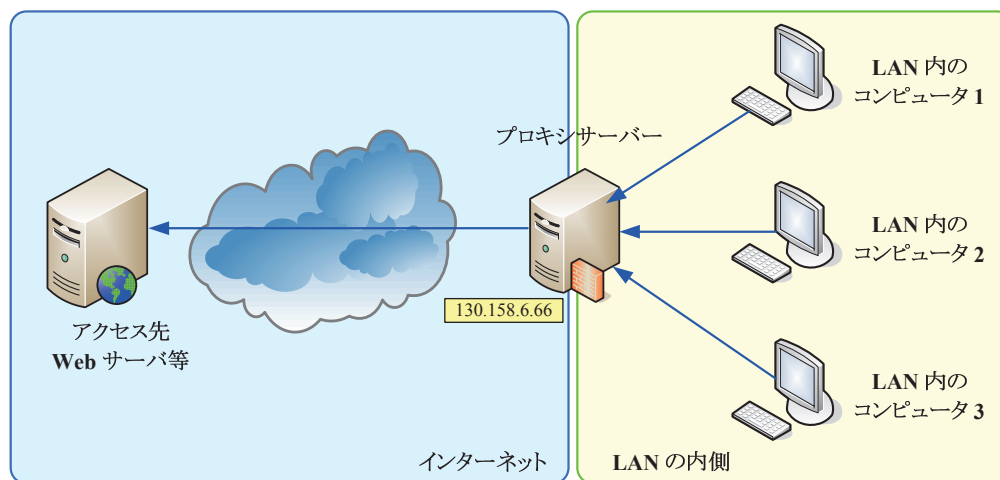 プロキシサーバー
130.158.6.66
アクセス先
Web サーバ等
インターネット
LAN 内の
コンピュータ 1
LAN 内の
コンピュータ 2
LAN 内の
コンピュータ 3
LAN の内側